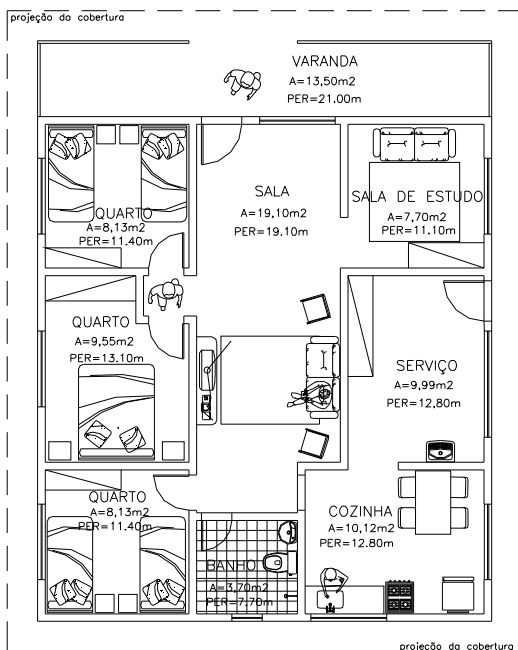 projeção da cobertura
VARANDA
A=13,50m2
PER=21.00m
SALA
A=19,10m2
PER=19.10m
SALA DE ESTUDO
A=7,70m2
PER=11.10m
QUARTO
A=8,13m2
PER=11.40m
QUARTO
A=9,55m2
PER=13.10m
SERVIÇO
A=9,99m2
PER=12,80m
QUARTO
A=8,13m2
PER=11.40m
COZINHA
A=10,12m2
PER=12.80m
BANHO
A=3,70m2
PER=7.70m
projeção da cobertura